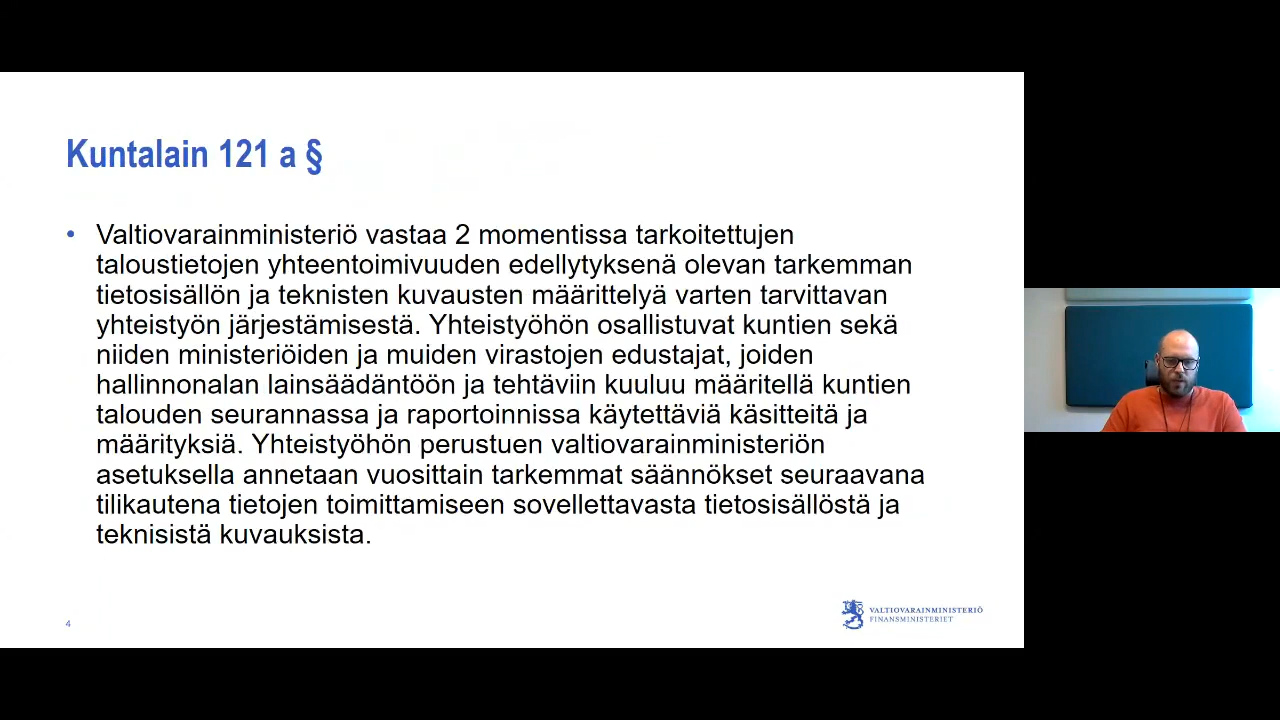 Kuntalain 121 a §
• Valtiovarainministeriö vastaa 2 momentissa tarkoitettujen
taloustietojen yhteentoimivuuden edellytyksenä olevan tarkemman
tietosisällön ja teknisten kuvausten määrittelyä varten tarvittavan
yhteistyön järjestämisestä. Yhteistyöhön osallistuvat kuntien sekä
niiden ministeriöiden ja muiden virastojen edustajat, joiden
hallinnonalan lainsäädäntöön ja tehtäviin kuuluu määritellä kuntien
talouden seurannassa ja raportoinnissa käytettäviä käsitteitä ja
määrityksiä. Yhteistyöhön perustuen valtiovarainministeriön
asetuksella annetaan vuosittain tarkemmat säännökset seuraavana
tilikautena tietojen toimittamiseen sovellettavasta tietosisällöstä ja
teknisistä kuvauksista.
4
VALTIOVARAINMINISTERIÖ
FINANSMINISTERIET